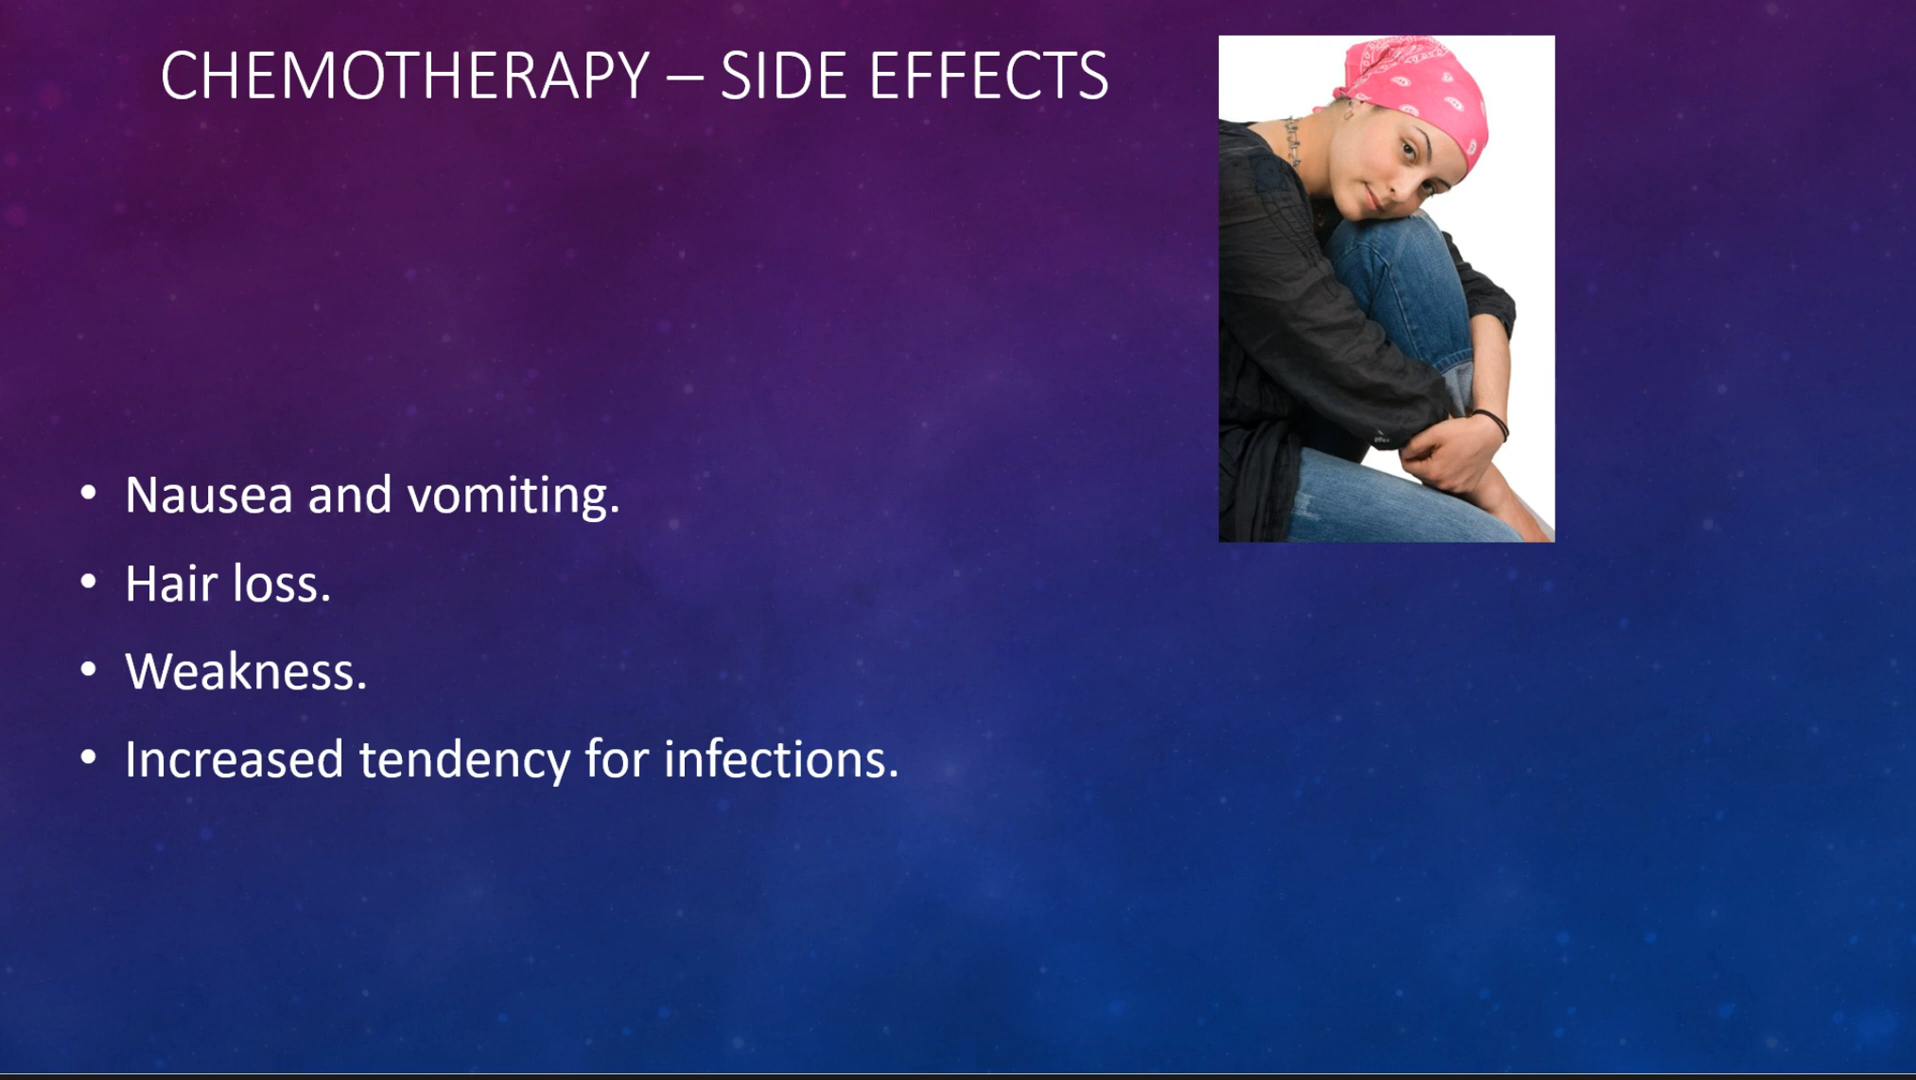 CHEMOTHERAPY – SIDE EFFECTS
• Nausea and vomiting.
• Hair loss.
• Weakness.
• Increased tendency for infections.